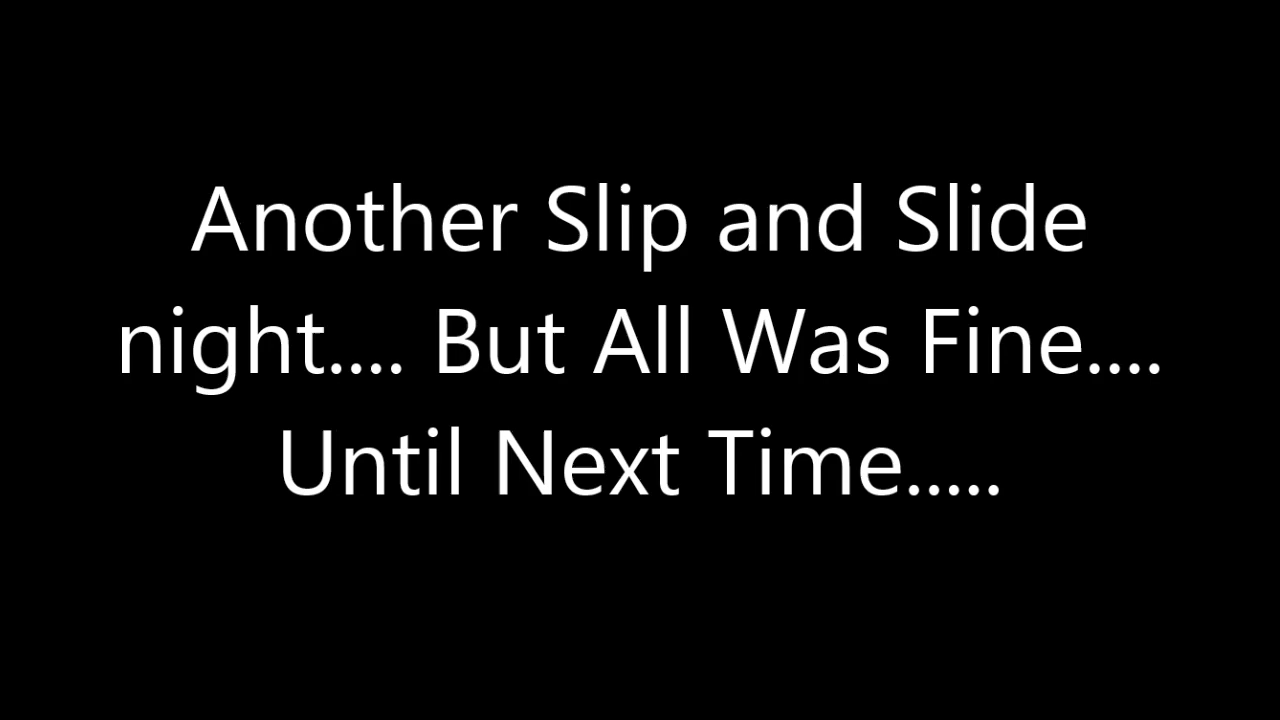 Another Slip and Slide
night.... But All Was Fine....
Until Next Time.....